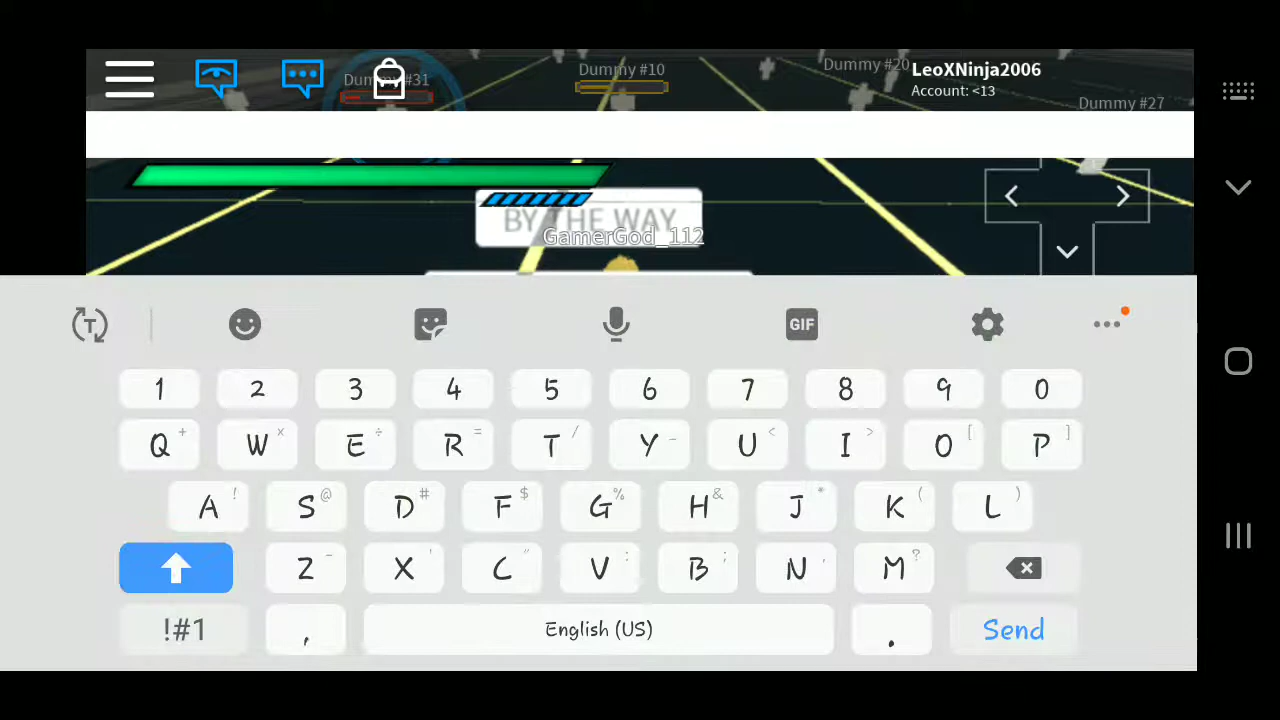 Dummy #31
Dummy #10
Dummy #20
LeoXNinja2006
Account: <13
Dummy #27
BY THE WAY
GamerGod_112
T
GIF
1 2 3 4 5 6 7 8 9 0
Q + W × E ÷ R = T / Y _ U < I > O [ P ]
A ! S @ D # F $ G % H & J * K ( L )
Z - X ' C " V : B ; N , M ?
!#1 , English (US) . Send